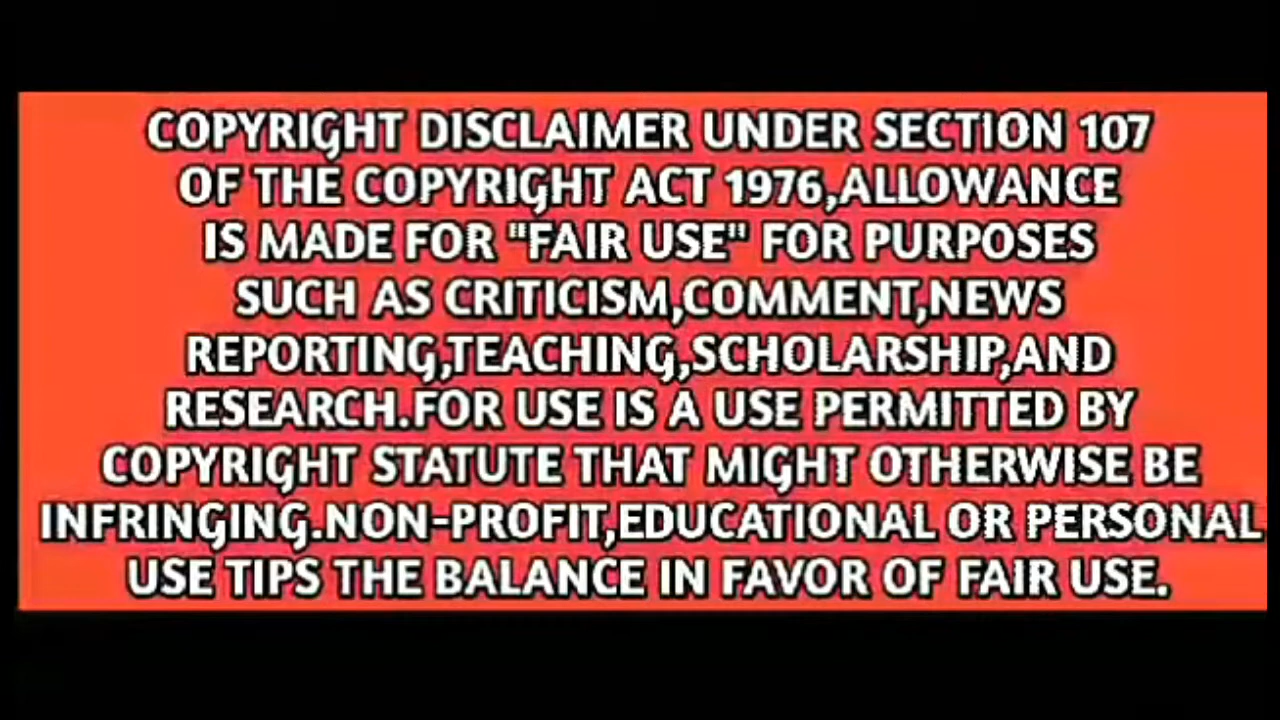 COPYRIGHT DISCLAIMER UNDER SECTION 107
OF THE COPYRIGHT ACT 1976,ALLOWANCE
IS MADE FOR "FAIR USE" FOR PURPOSES
SUCH AS CRITICISM,COMMENT,NEWS
REPORTING,TEACHING,SCHOLARSHIP,AND
RESEARCH.FOR USE IS A USE PERMITTED BY
COPYRIGHT STATUTE THAT MIGHT OTHERWISE BE
INFRINGING.NON-PROFIT,EDUCATIONAL OR PERSONAL
USE TIPS THE BALANCE IN FAVOR OF FAIR USE.